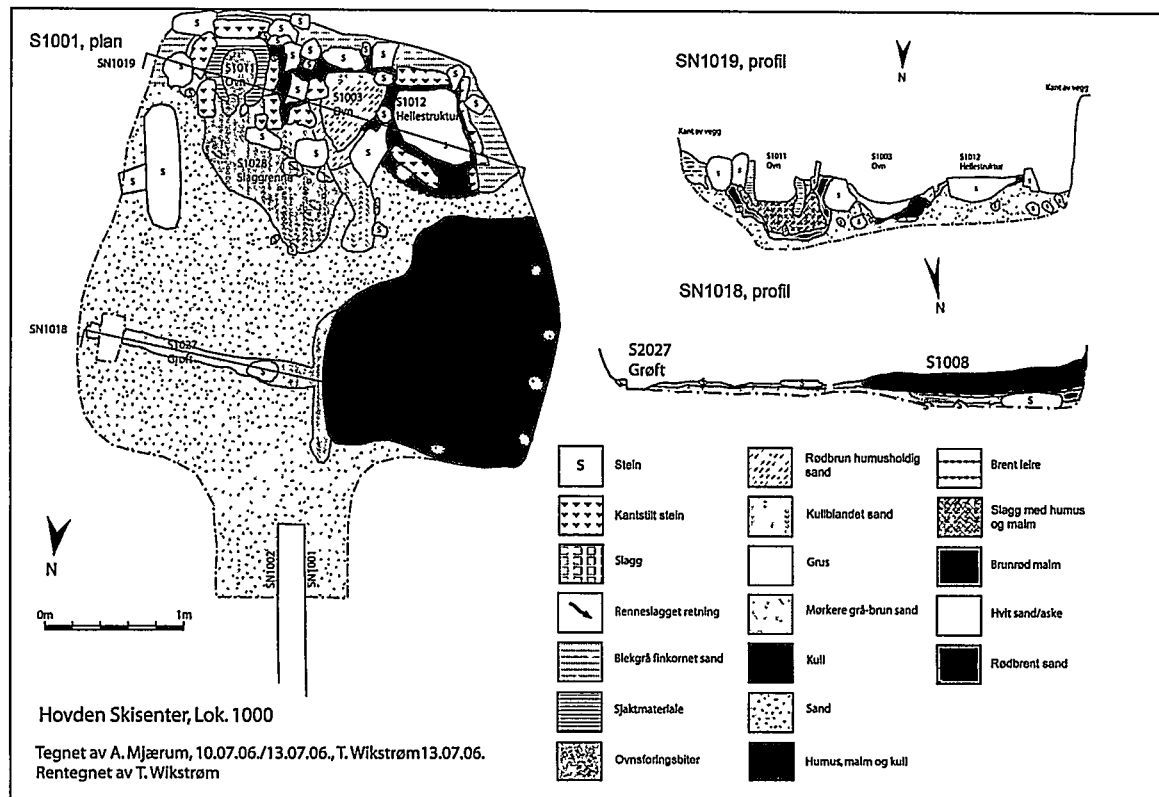 S1001, plan
SN1019
S1011
Ovn
S1003
Ovn
S1012
Hellestruktur
S1028
Slaggrenne
SN1018
S1027
Grøft
SN1002
SN1001
N
0m 1m
Hovden Skisenter, Lok. 1000
Tegnet av A. Mjærum, 10.07.06./13.07.06., T. Wikstrøm 13.07.06.
Rentegnet av T. Wikstrøm
SN1019, profil
N
Kant av vegg
S1011
Ovn
S1003
Ovn
S1012
Hellestruktur
Kant av vegg
SN1018, profil
N
S2027
Grøft
S1008
S
Stein
Kantstilt stein
Slagg
Renneslagget retning
Blekgrå finkornet sand
Sjaktmateriale
Ovnsforingsbiter
Rødbrun humusholdig
sand
Kullblandet sand
Grus
Mørkere grå-brun sand
Kull
Sand
Humus, malm og kull
Brent leire
Slagg med humus
og malm
Brunrød malm
Hvit sand/aske
Rødbrent sand